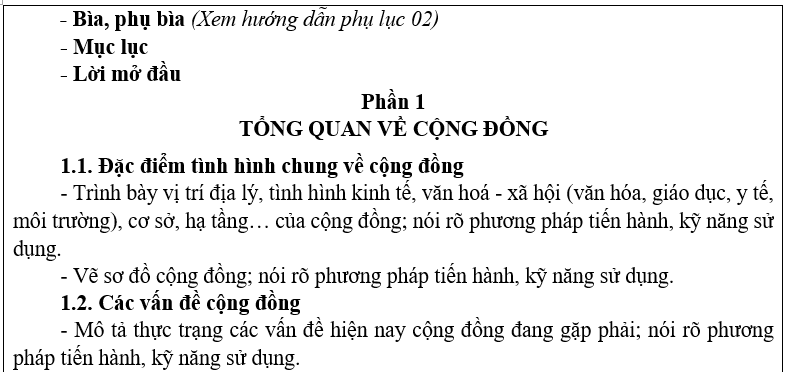 - Bìa, phụ bìa (Xem hướng dẫn phụ lục 02)
- Mục lục
- Lời mở đầu
Phần 1
TỔNG QUAN VỀ CỘNG ĐỒNG
1.1. Đặc điểm tình hình chung về cộng đồng
- Trình bày vị trí địa lý, tình hình kinh tế, văn hoá - xã hội (văn hóa, giáo dục, y tế,
môi trường), cơ sở, hạ tầng… của cộng đồng; nói rõ phương pháp tiến hành, kỹ năng sử
dụng.
- Vẽ sơ đồ cộng đồng; nói rõ phương pháp tiến hành, kỹ năng sử dụng.
1.2. Các vấn đề cộng đồng
- Mô tả thực trạng các vấn đề hiện nay cộng đồng đang gặp phải; nói rõ phương
pháp tiến hành, kỹ năng sử dụng.